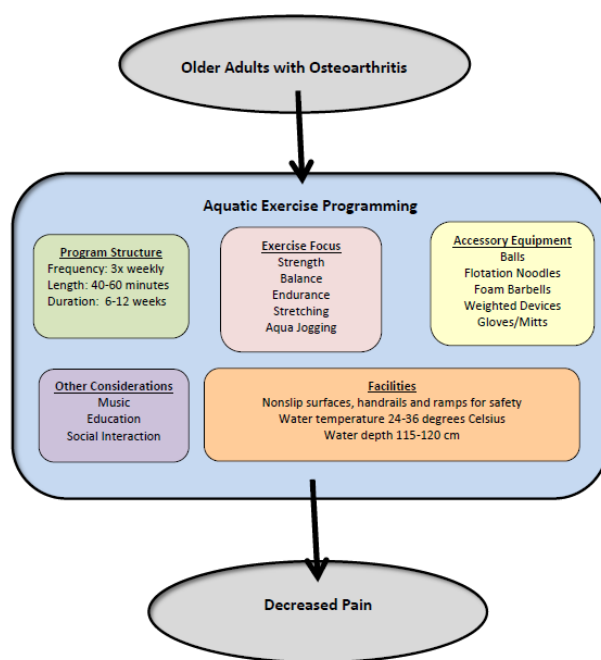 Older Adults with Osteoarthritis
Aquatic Exercise Programming
Program Structure
Frequency: 3x weekly
Length: 40-60 minutes
Duration:  6-12 weeks
Exercise Focus
Strength
Balance
Endurance
Stretching
Aqua Jogging
Accessory Equipment
Balls
Flotation Noodles
Foam Barbells
Weighted Devices
Gloves/Mitts
Other Considerations
Music
Education
Social Interaction
Facilities
Nonslip surfaces, handrails and ramps for safety
Water temperature 24-36 degrees Celsius
Water depth 115-120 cm
Decreased Pain